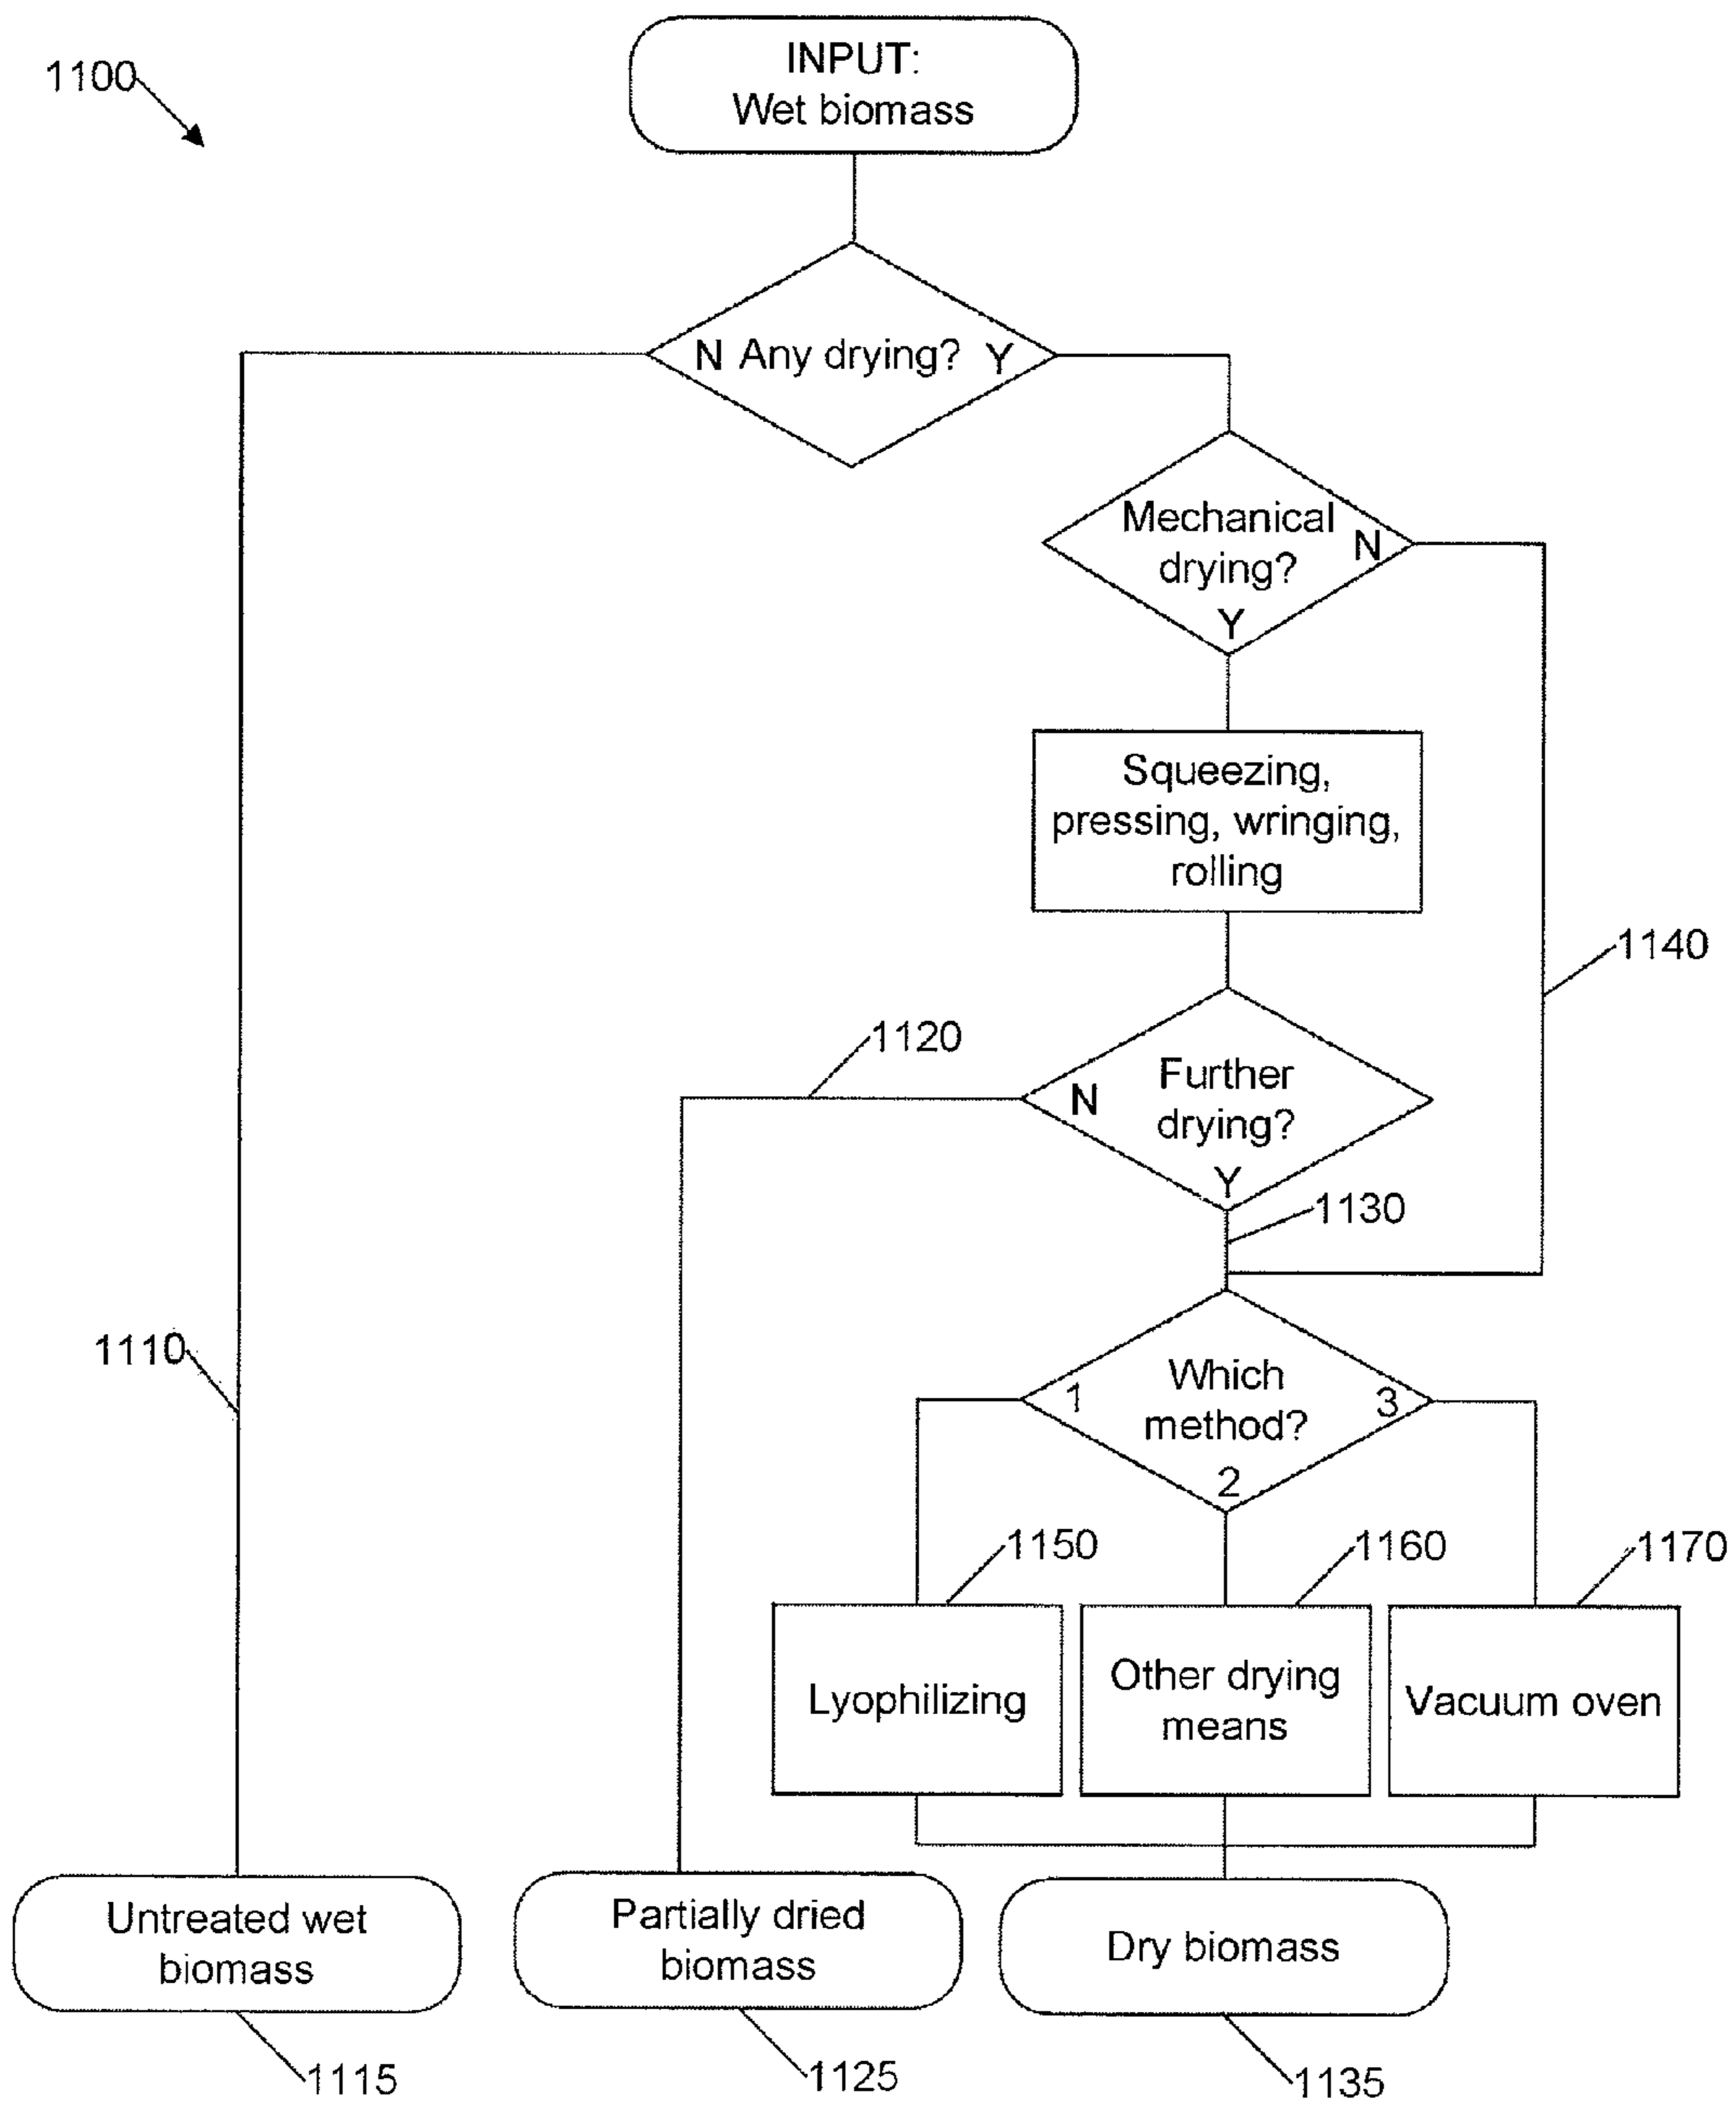 INPUT:
Wet biomass
1100
N Any drying? Y
Mechanical
drying?
N
Y
Squeezing,
pressing, wringing,
rolling
1140
1120
Further
drying?
N
Y
1130
1110
Which
method?
1
3
2
1150
1160
1170
Lyophilizing
Other drying
means
Vacuum oven
Untreated wet
biomass
Partially dried
biomass
Dry biomass
1115
1125
1135